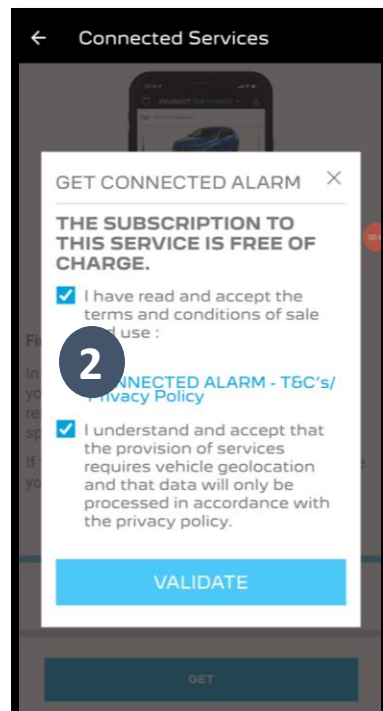 Connected Services
GET CONNECTED ALARM
THE SUBSCRIPTION TO
THIS SERVICE IS FREE OF
CHARGE.
I have read and accept the
terms and conditions of sale
use :
2
ALARM - T&C's/
Privacy Policy
I understand and accept that
the provision of services
requires vehicle geolocation
and that data will only be
processed in accordance with
the privacy policy.
VALIDATE
GET